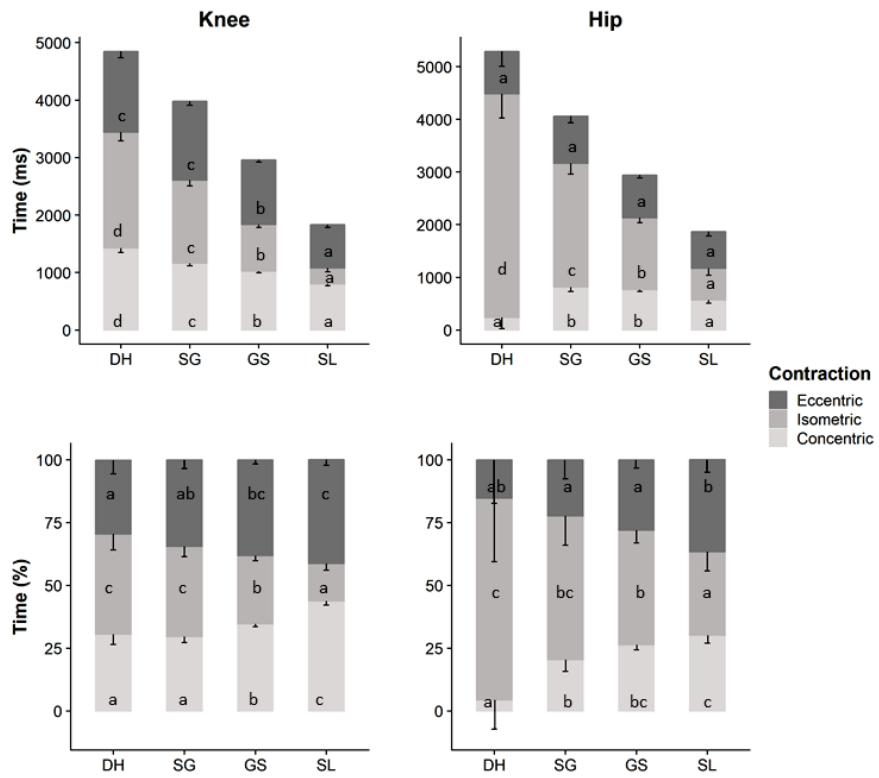 Knee
Time (ms)
5000
4000
3000
2000
1000
0
c
d
d
c
c
c
b
b
b
a
a
a
DH SG GS SL
Hip
5000
4000
3000
2000
1000
0
a
d
a
a
c
b
a
b
b
a
a
a
DH SG GS SL
Contraction
Eccentric
Isometric
Concentric
Time (%)
100
75
50
25
0
a ab bc c
c c b a
a a b c
DH SG GS SL
100
75
50
25
0
ab a a b
c bc b a
a b bc c
DH SG GS SL